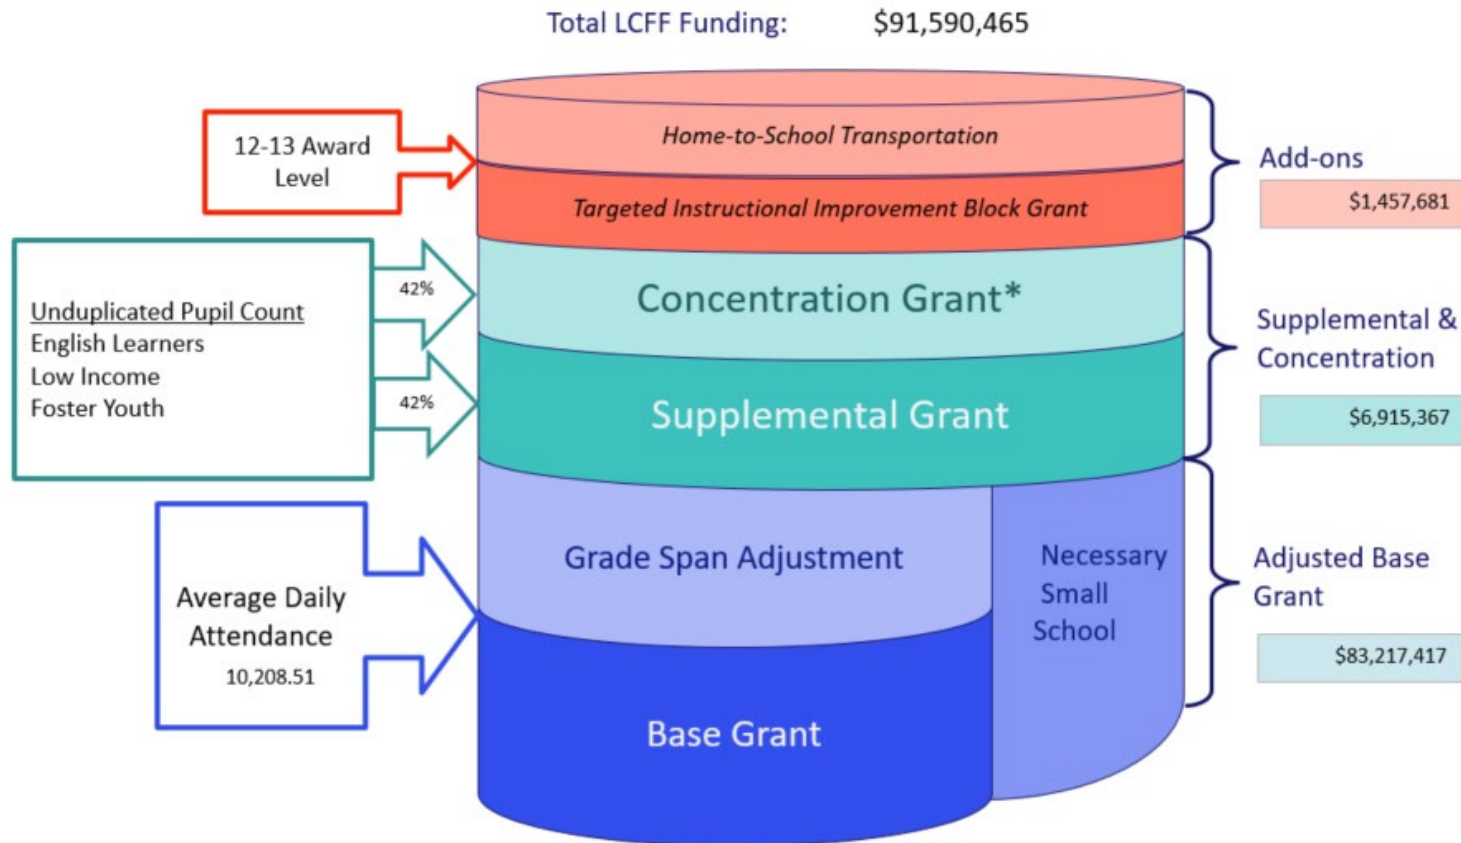 Total LCFF Funding: $91,590,465
Home-to-School Transportation
12-13 Award
Level
Targeted Instructional Improvement Block Grant
Add-ons
$1,457,681
Unduplicated Pupil Count
English Learners
Low Income
Foster Youth
42%
42%
Concentration Grant*
Supplemental Grant
Supplemental &
Concentration
$6,915,367
Average Daily
Attendance
10,208.51
Grade Span Adjustment
Base Grant
Necessary
Small
School
Adjusted Base
Grant
$83,217,417